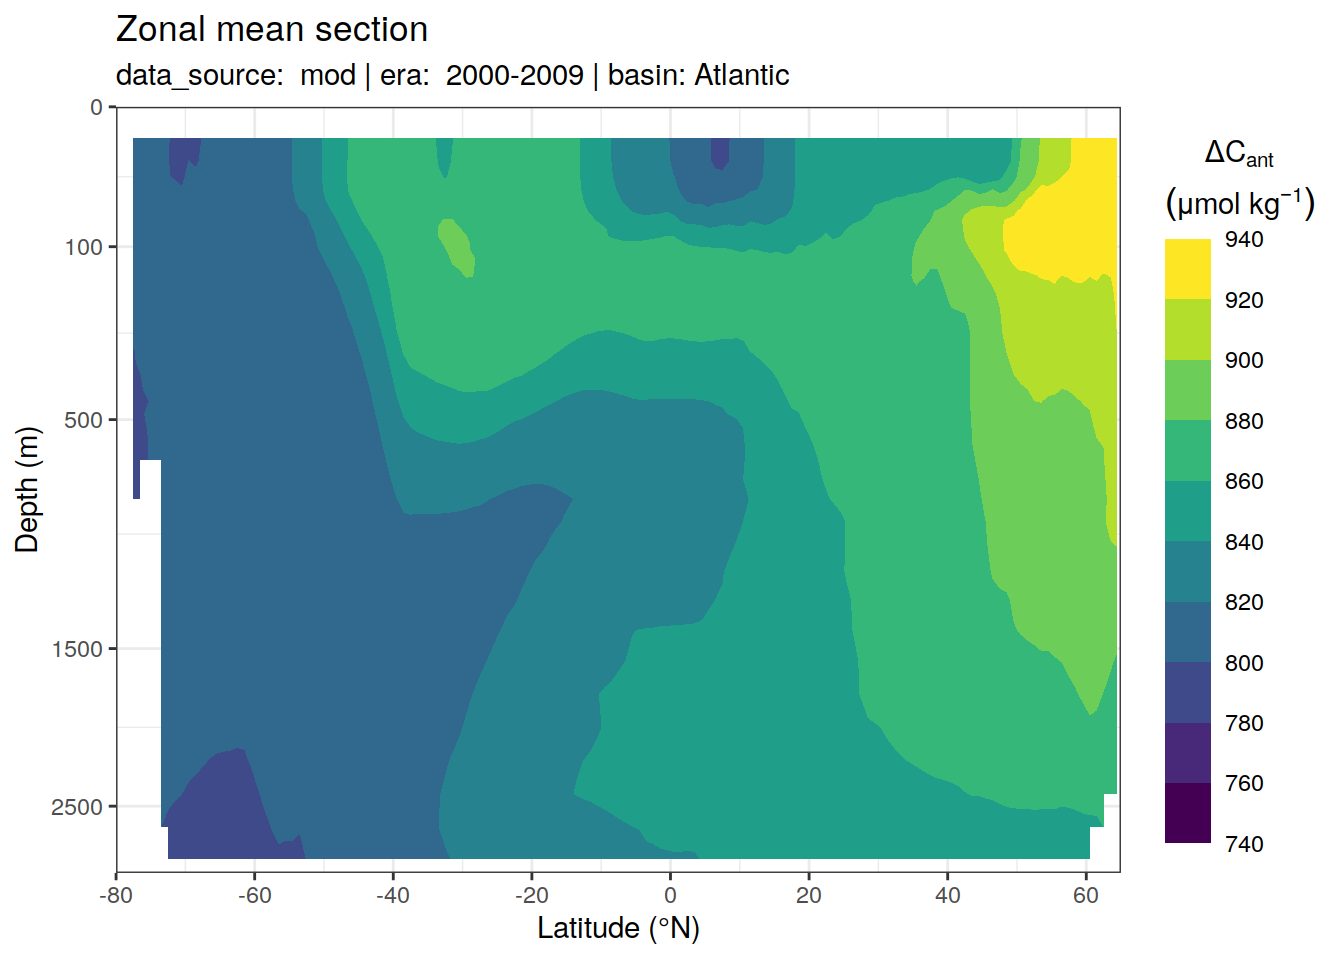 Zonal mean section
data_source:  mod | era:  2000-2009 | basin: Atlantic
0
100
500
1500
2500
Depth (m)
-80 -60 -40 -20 0 20 40 60
Latitude (°N)
ΔCant
(μmol kg⁻¹)
940
920
900
880
860
840
820
800
780
760
740